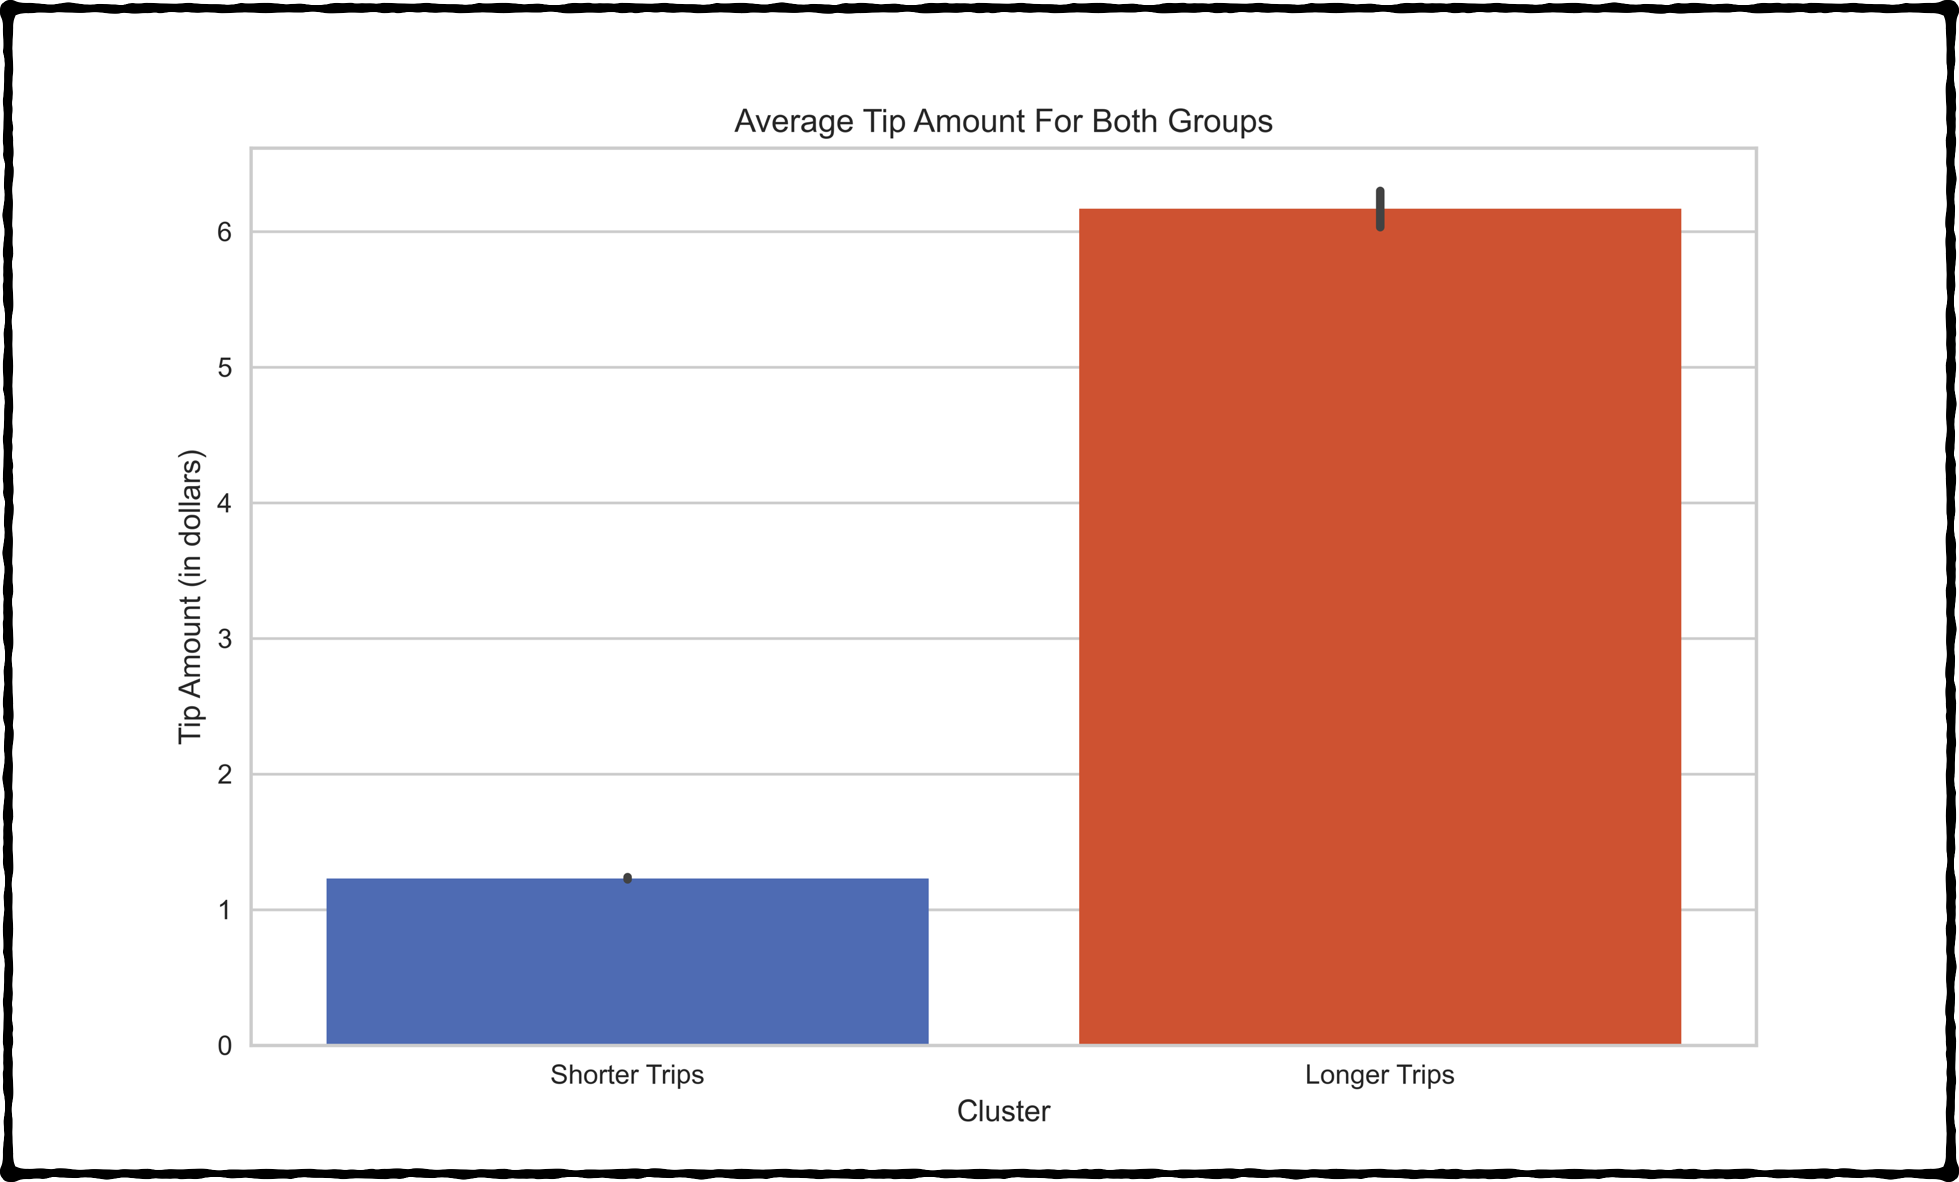 Average Tip Amount For Both Groups
Tip Amount (in dollars)
6
5
4
3
2
1
0
Shorter Trips
Longer Trips
Cluster